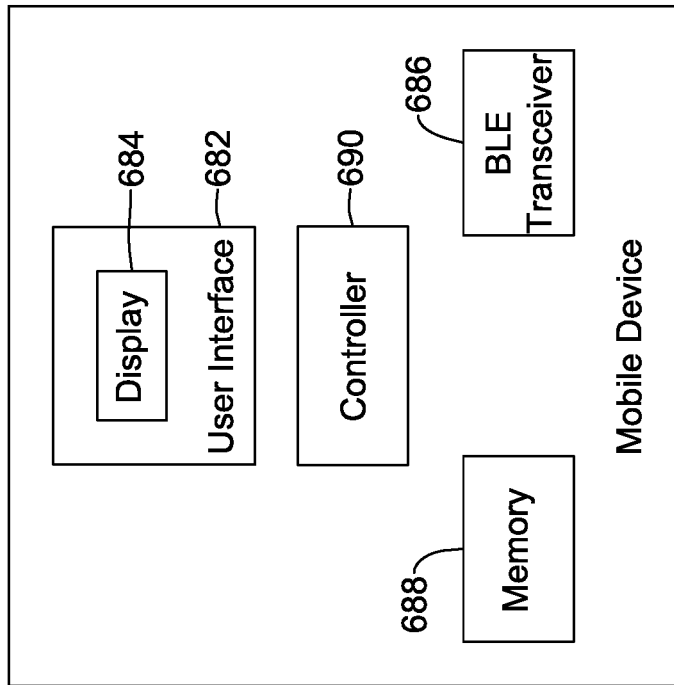 684
Display
682
User Interface
690
Controller
688
Memory
686
BLE
Transceiver
Mobile Device